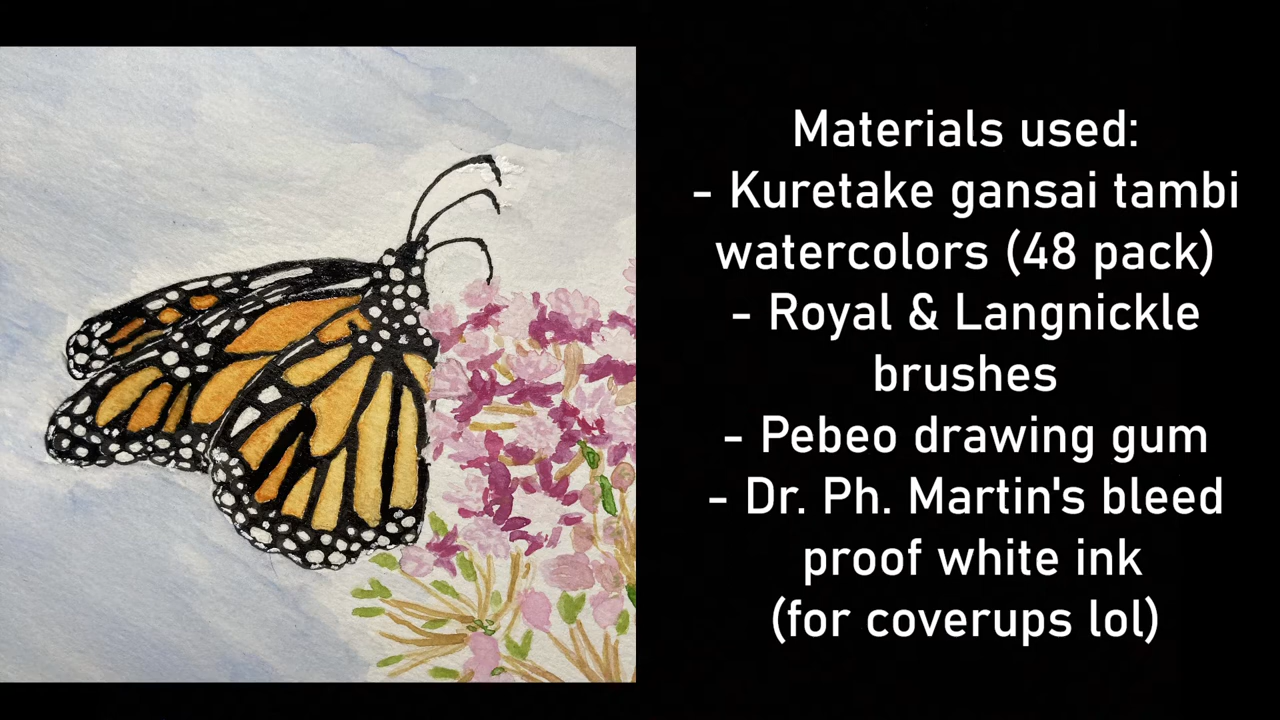 Materials used:
- Kuretake gansai tambi
watercolors (48 pack)
- Royal & Langnickle
brushes
- Pebeo drawing gum
- Dr. Ph. Martin's bleed
proof white ink
(for coverups lol)